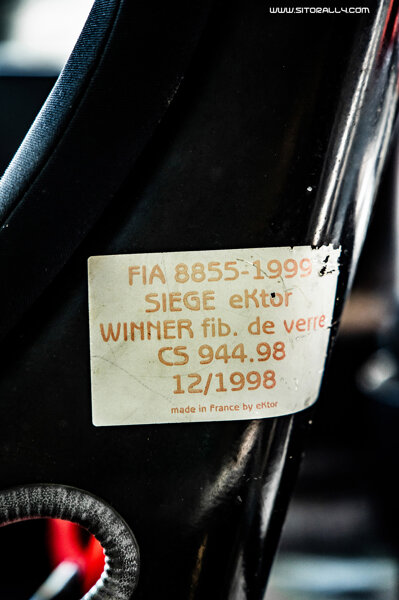 WWW.SITORALLY.COM
FIA 8855-1999
SIEGE eKtor
WINNER fib. de verre
CS 944.98
12/1998
made in France by eKtor